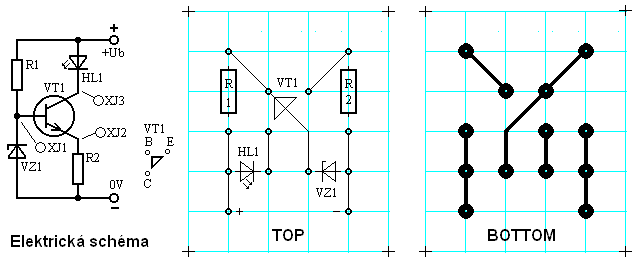 +
+Ub
R1
HL1
VT1
XJ3
XJ2
XJ1
VZ1
R2
0V
−
VT1
B E
C
Elektrická schéma
R
1
VT1
R
2
HL1
VZ1
+ −
TOP
BOTTOM